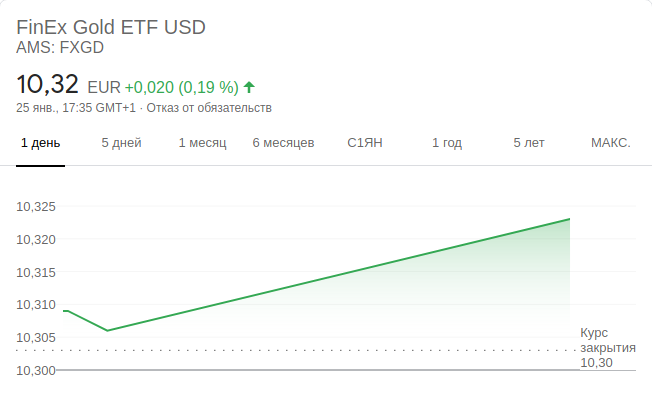 FinEx Gold ETF USD
AMS: FXGD
10,32 EUR +0,020 (0,19 %)
25 янв., 17:35 GMT+1 · Отказ от обязательств
1 день 5 дней 1 месяц 6 месяцев С1ЯН 1 год 5 лет МАКС.
10,325
10,320
10,315
10,310
10,305
10,300
Курс
закрытия
10,30